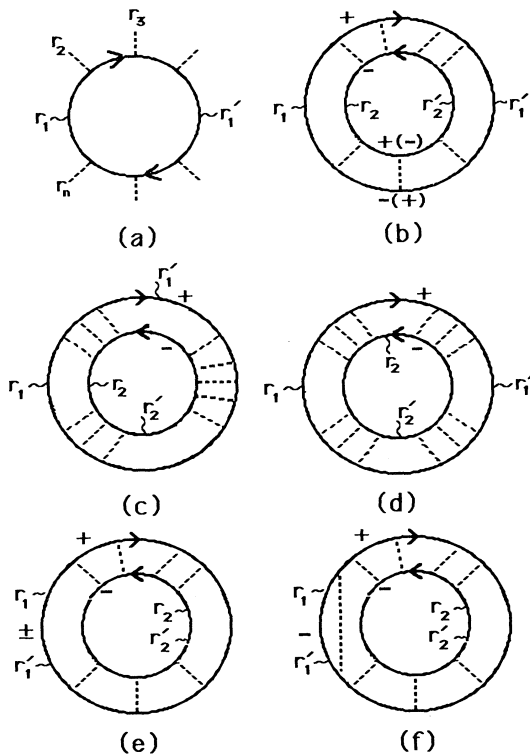 r₃
r₂
r₁ r₁′
rₙ
(a)
+
−
r₁ r₂ r₂′ r₁′
+(−)
−(+)
(b)
r₁′
+
−
r₁ r₂
r₂′
(c)
+
r₂ −
r₁ r₁′
r₂′
(d)
+
−
r₁ r₂
± r₂′
r₁′
(e)
+
−
r₁ r₂
− r₂′
r₁′
(f)